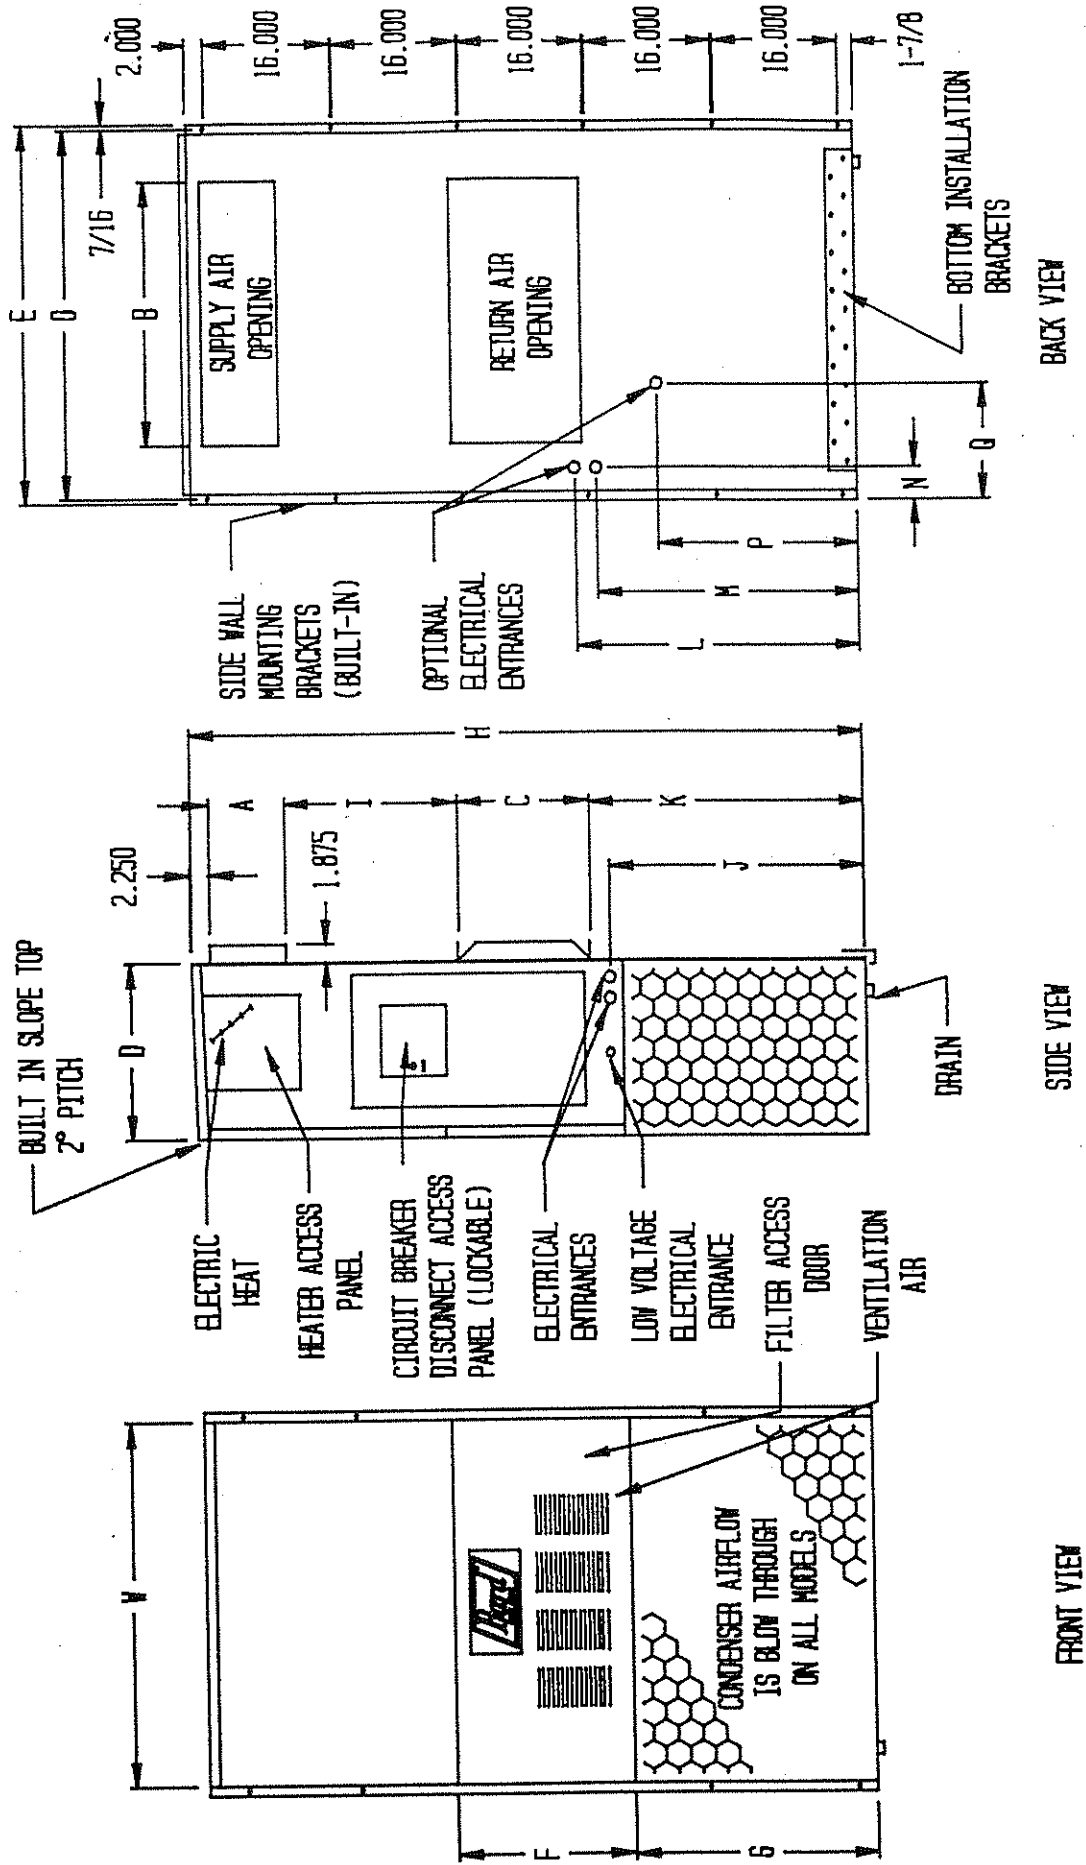 W
F
G
Bard
CONDENSER AIRFLOW
IS BLOW THROUGH
ON ALL MODELS
FILTER ACCESS
DOOR
VENTILATION
AIR
FRONT VIEW
BUILT IN SLOPE TOP
2° PITCH
D
2.250
A
I
1.875
C
K
J
H
ELECTRIC
HEAT
HEATER ACCESS
PANEL
CIRCUIT BREAKER
DISCONNECT ACCESS
PANEL (LOCKABLE)
ELECTRICAL
ENTRANCES
LOW VOLTAGE
ELECTRICAL
ENTRANCE
DRAIN
SIDE VIEW
E
O
B
7/16
2.000
16.000
16.000
16.000
16.000
16.000
1-7/8
SUPPLY AIR
OPENING
RETURN AIR
OPENING
SIDE WALL
MOUNTING
BRACKETS
(BUILT-IN)
OPTIONAL
ELECTRICAL
ENTRANCES
L
M
P
N
Q
BOTTOM INSTALLATION
BRACKETS
BACK VIEW